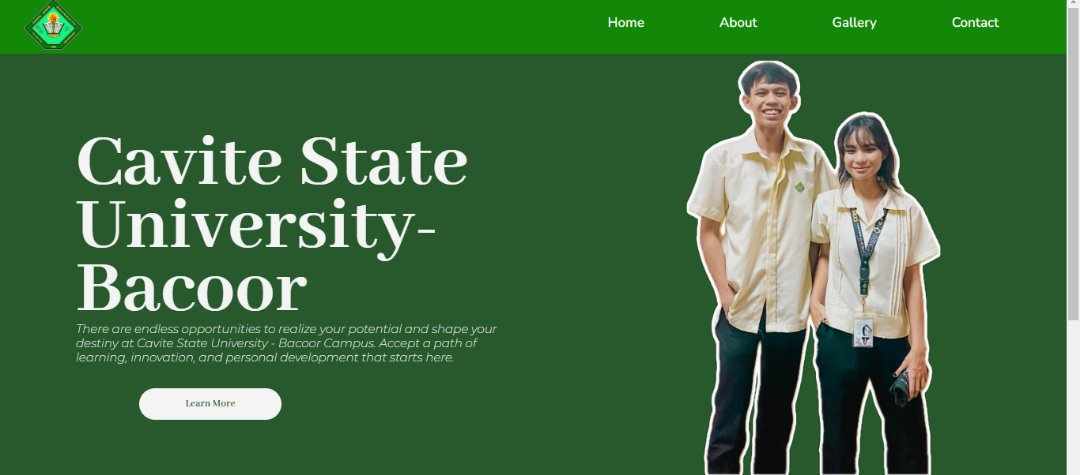 Home About Gallery Contact
Cavite State
University-
Bacoor
There are endless opportunities to realize your potential and shape your
destiny at Cavite State University - Bacoor Campus. Accept a path of
learning, innovation, and personal development that starts here.
Learn More